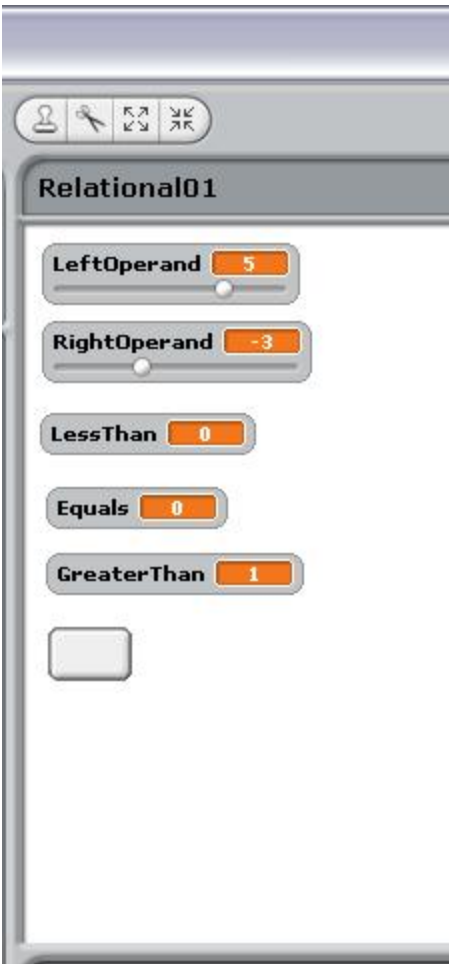 Relational01
LeftOperand 5
RightOperand -3
LessThan 0
Equals 0
GreaterThan 1